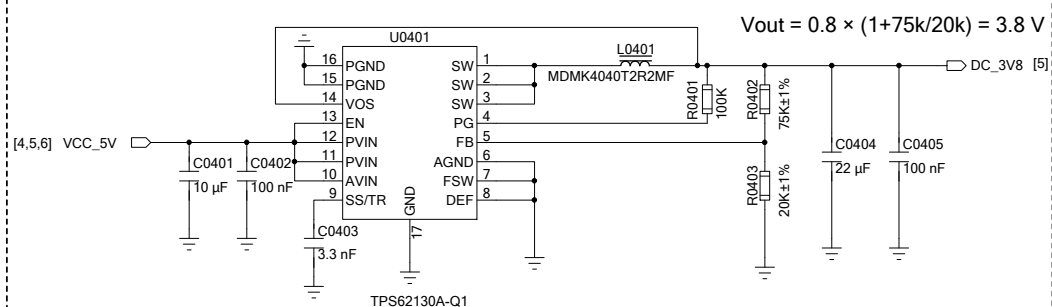 Vout = 0.8 × (1+75k/20k) = 3.8 V
U0401
16 PGND SW 1
15 PGND SW 2
14 VOS SW 3
13 EN PG 4
12 PVIN FB 5
11 PVIN AGND 6
10 AVIN FSW 7
9 SS/TR DEF 8
GND
17
TPS62130A-Q1
L0401
MDMK4040T2R2MF
DC_3V8 [5]
R0401
100K
R0402
75K±1%
R0403
20K±1%
[4,5,6] VCC_5V
C0401
10 µF
C0402
100 nF
C0403
3.3 nF
C0404
22 µF
C0405
100 nF